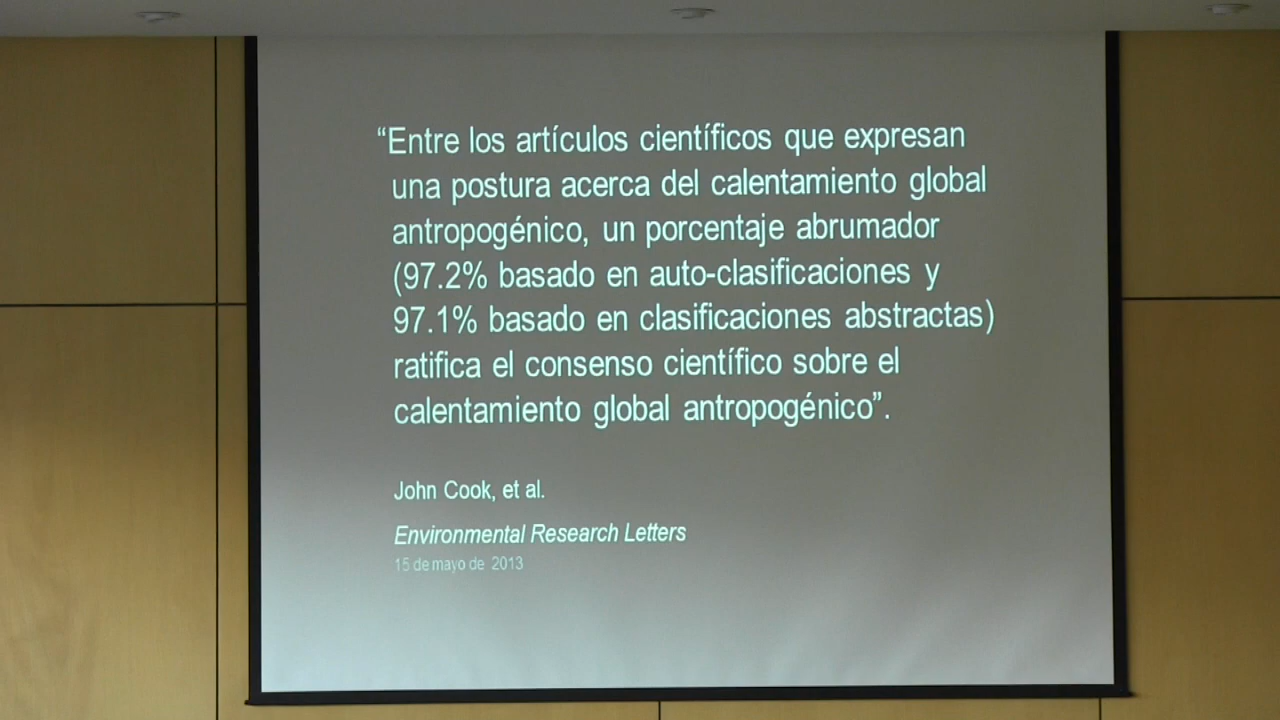 “Entre los artículos científicos que expresan
una postura acerca del calentamiento global
antropogénico, un porcentaje abrumador
(97.2% basado en auto-clasificaciones y
97.1% basado en clasificaciones abstractas)
ratifica el consenso científico sobre el
calentamiento global antropogénico”.
John Cook, et al.
Environmental Research Letters
15 de mayo de 2013